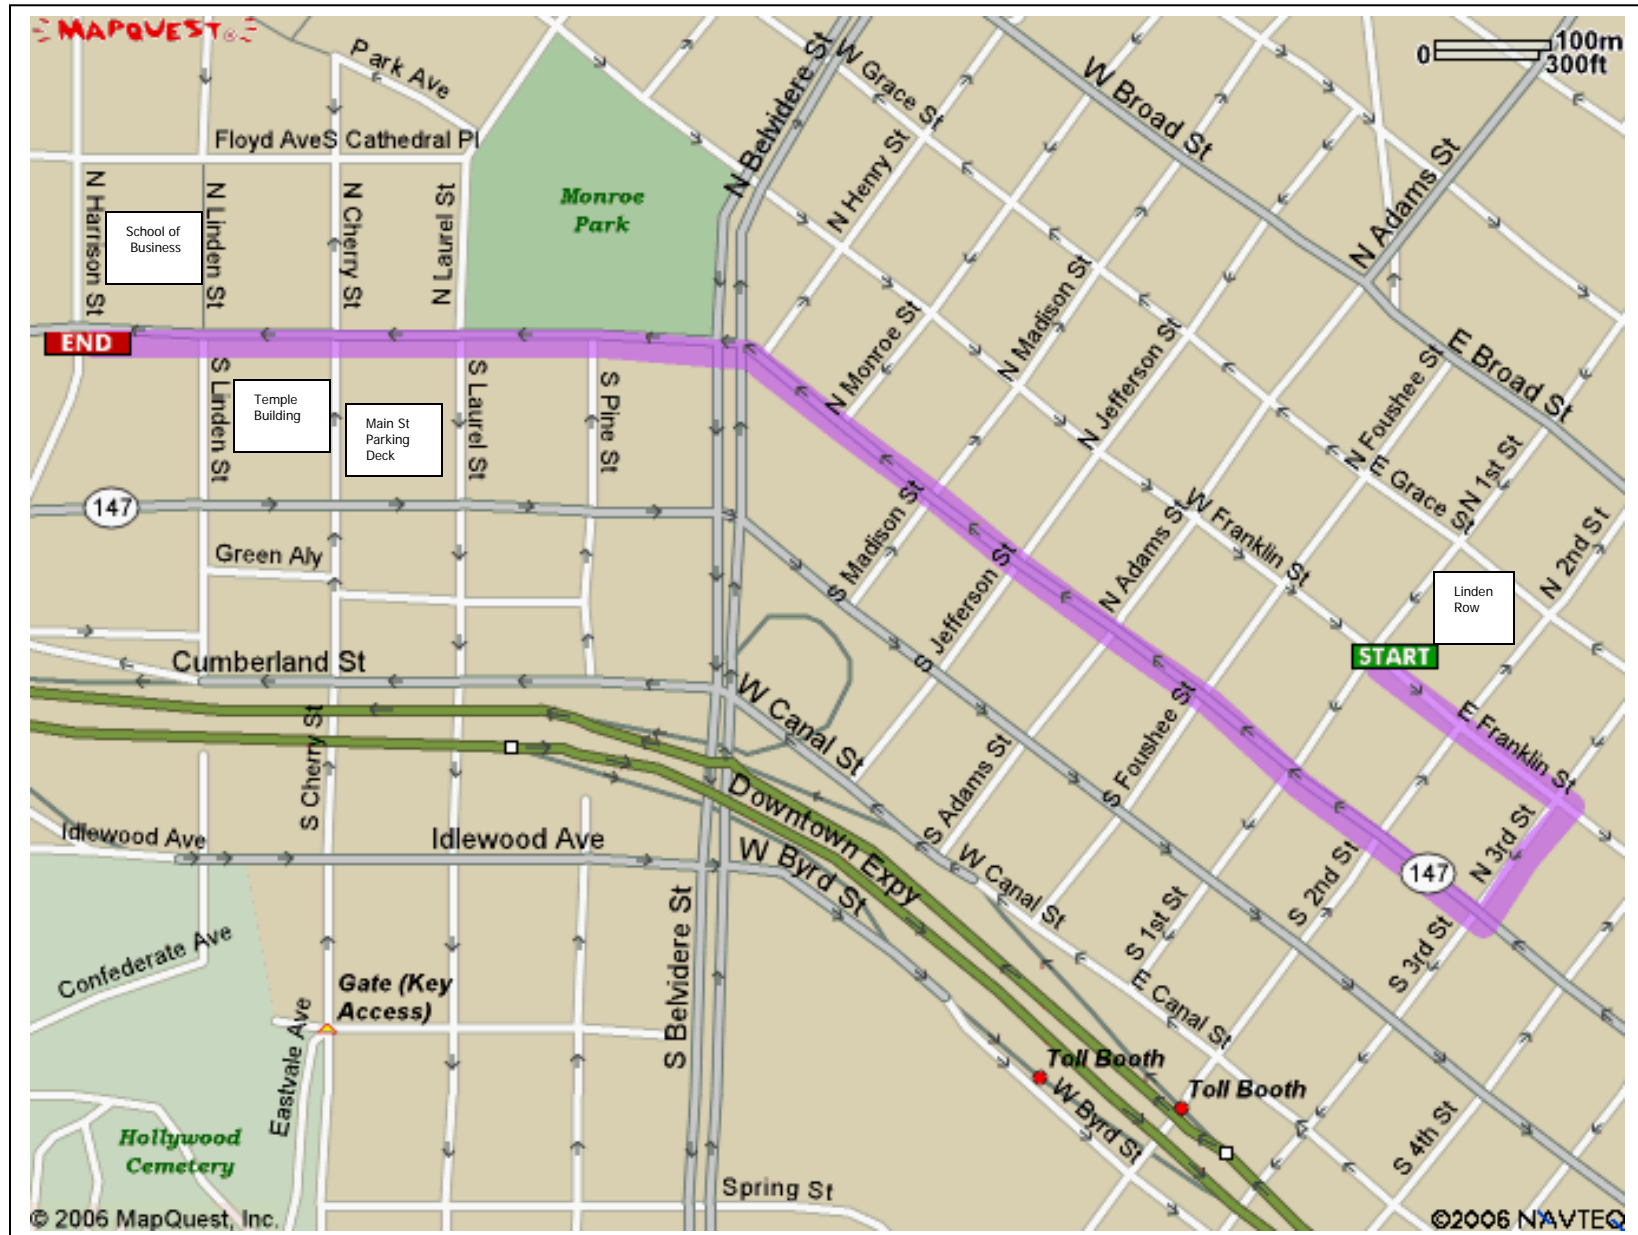 MAPQUEST
0 100m
300ft
Park Ave
Floyd Ave
S Cathedral Pl
Monroe
Park
N Belvidere St
W Grace St
W Broad St
N Henry St
N Adams St
N Harrison St
School of
Business
N Linden St
N Cherry St
N Laurel St
END
N Monroe St
N Madison St
N Jefferson St
N Foushee St
E Broad St
E Grace St
N 1st St
S Linden St
Temple
Building
Main St
Parking
Deck
S Laurel St
S Pine St
147
Green Aly
S Madison St
S Jefferson St
N Adams St
W Franklin St
N 2nd St
Linden
Row
START
E Franklin St
Cumberland St
W Canal St
S Cherry St
S Adams St
S Foushee St
N 3rd St
147
Idlewood Ave
Idlewood Ave
Downtown Expy
W Byrd St
W Canal St
S 1st St
S 2nd St
S 3rd St
Confederate Ave
Gate (Key
Access)
Eastvale Ave
S Belvidere St
E Canal St
Toll Booth
Toll Booth
W Byrd St
S 4th St
Hollywood
Cemetery
Spring St
© 2006 MapQuest, Inc.
©2006 NAVTEQ